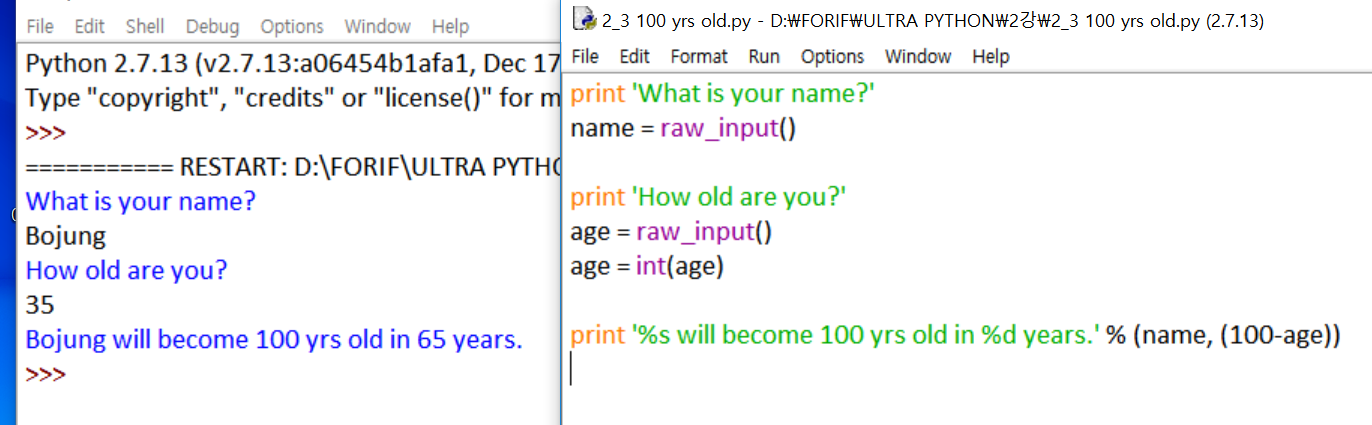 File Edit Shell Debug Options Window Help
Python 2.7.13 (v2.7.13:a06454b1afa1, Dec 17
Type "copyright", "credits" or "license()" for m
>>>
=========== RESTART: D:\FORIF\ULTRA PYTHO
What is your name?
Bojung
How old are you?
35
Bojung will become 100 yrs old in 65 years.
>>>
2_3 100 yrs old.py - D:₩FORIF₩ULTRA PYTHON₩2강₩2_3 100 yrs old.py (2.7.13)
File Edit Format Run Options Window Help
print 'What is your name?'
name = raw_input()
print 'How old are you?'
age = raw_input()
age = int(age)
print '%s will become 100 yrs old in %d years.' % (name, (100-age))